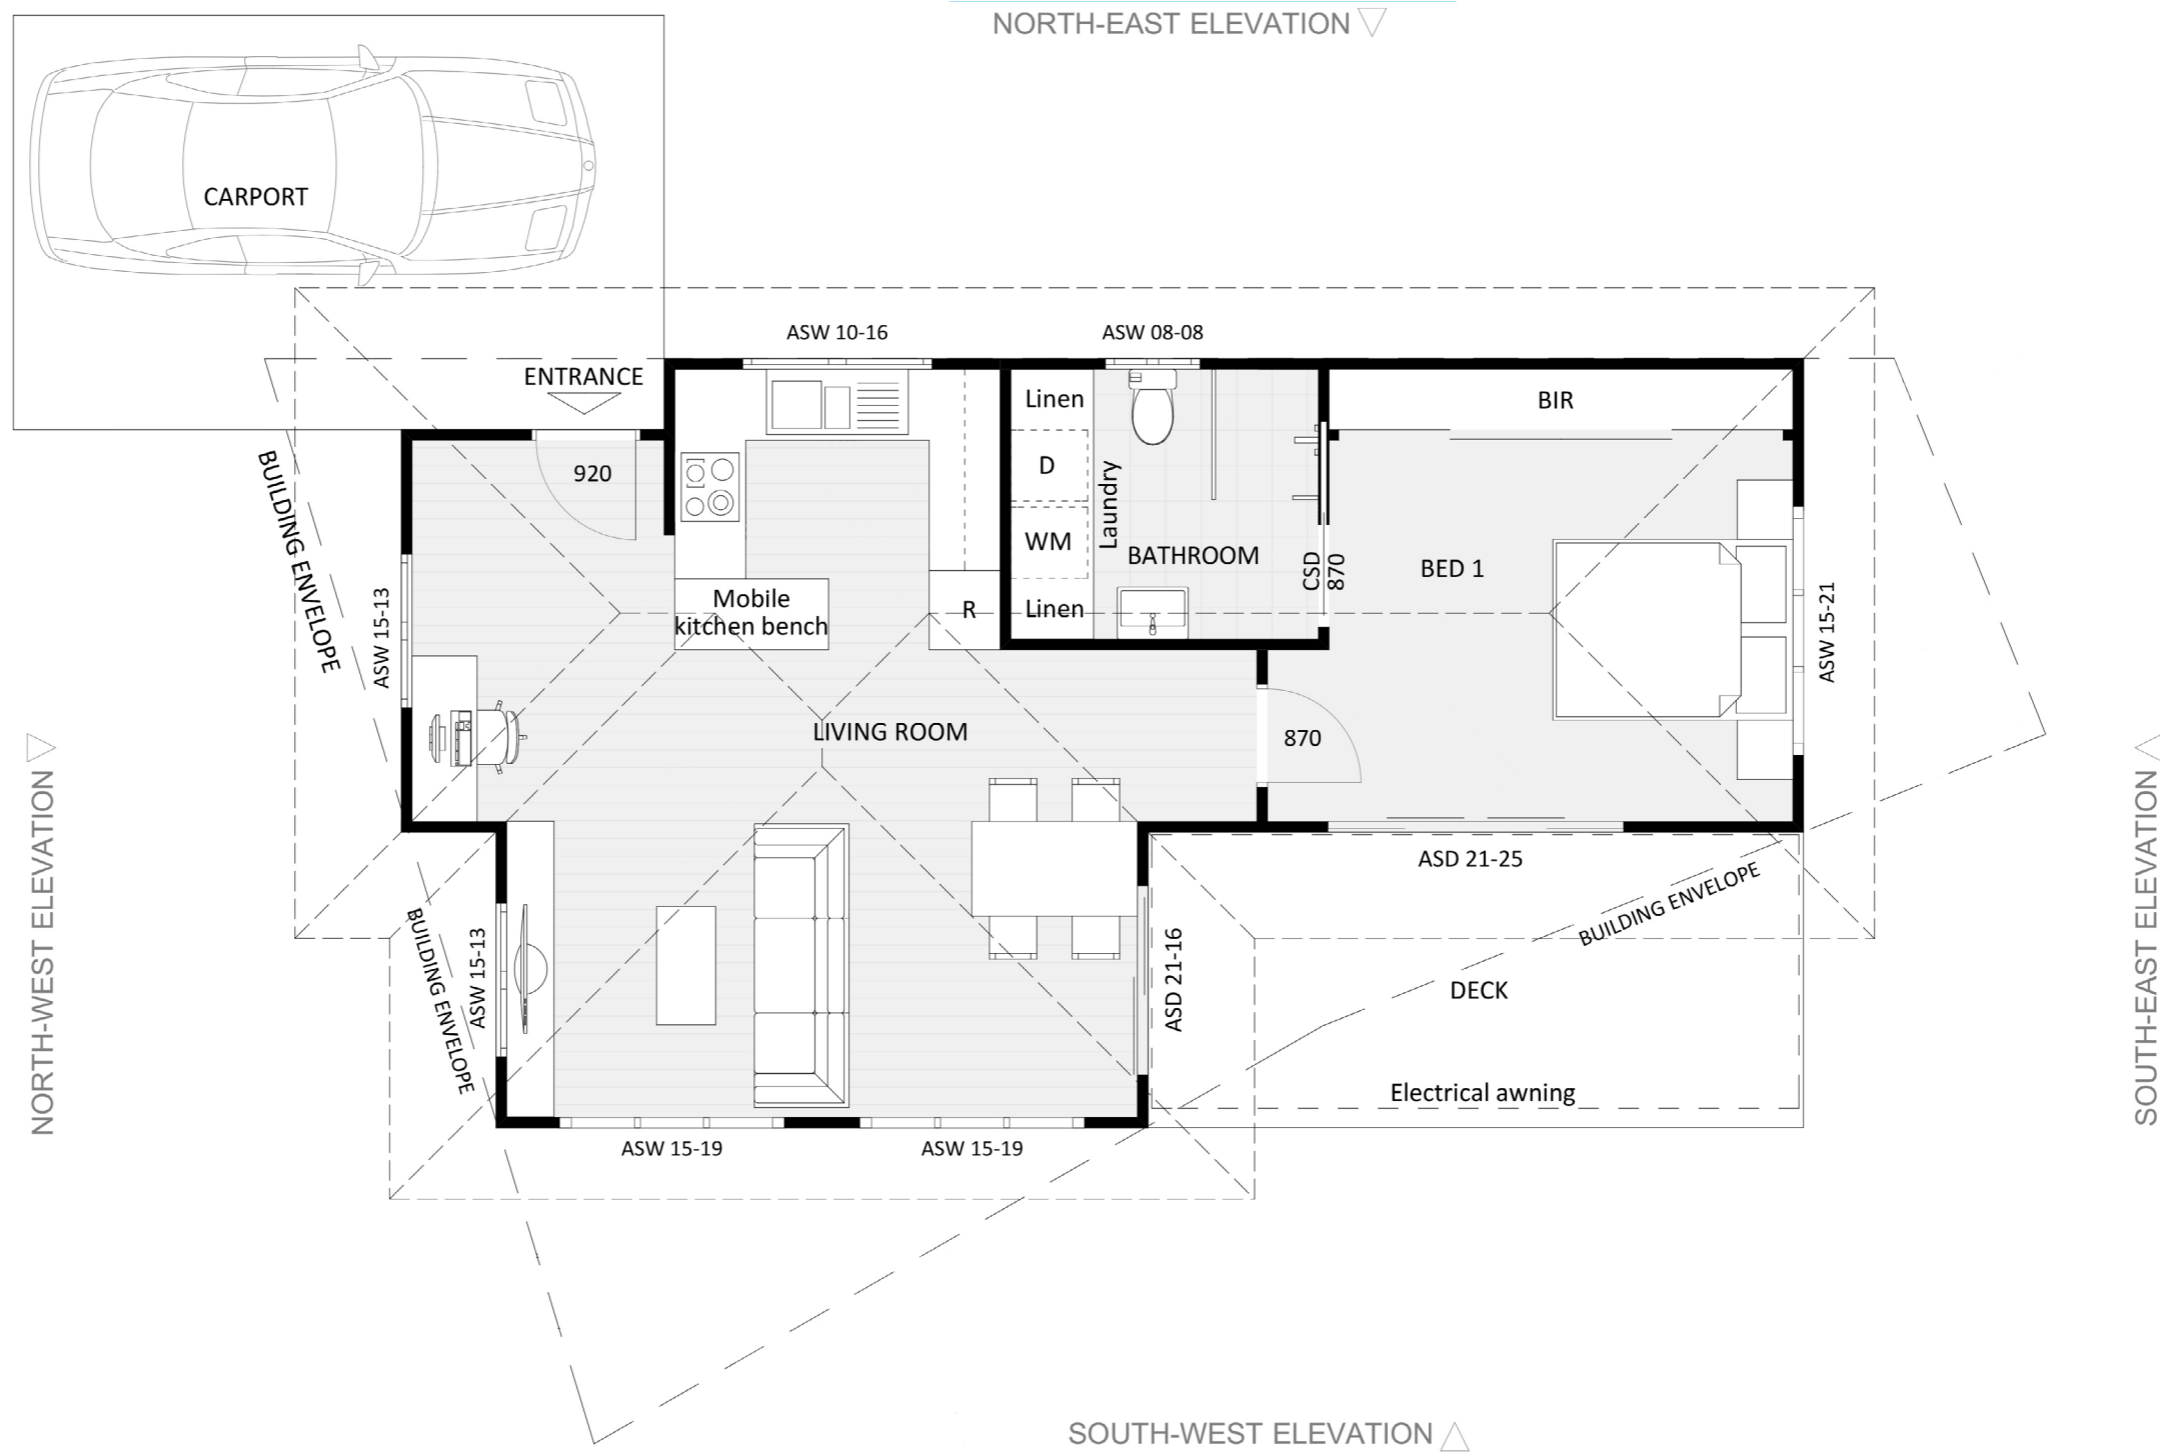 NORTH-EAST ELEVATION
CARPORT
ASW 10-16
ASW 08-08
ENTRANCE
Linen
BIR
920
D
Laundry
WM
BATHROOM
CSD
870
BED 1
BUILDING ENVELOPE
ASW 15-13
Mobile
kitchen bench
R
Linen
ASW 15-21
LIVING ROOM
870
NORTH-WEST ELEVATION
SOUTH-EAST ELEVATION
ASD 21-25
BUILDING ENVELOPE
BUILDING ENVELOPE
ASW 15-13
ASD 21-16
DECK
Electrical awning
ASW 15-19
ASW 15-19
SOUTH-WEST ELEVATION